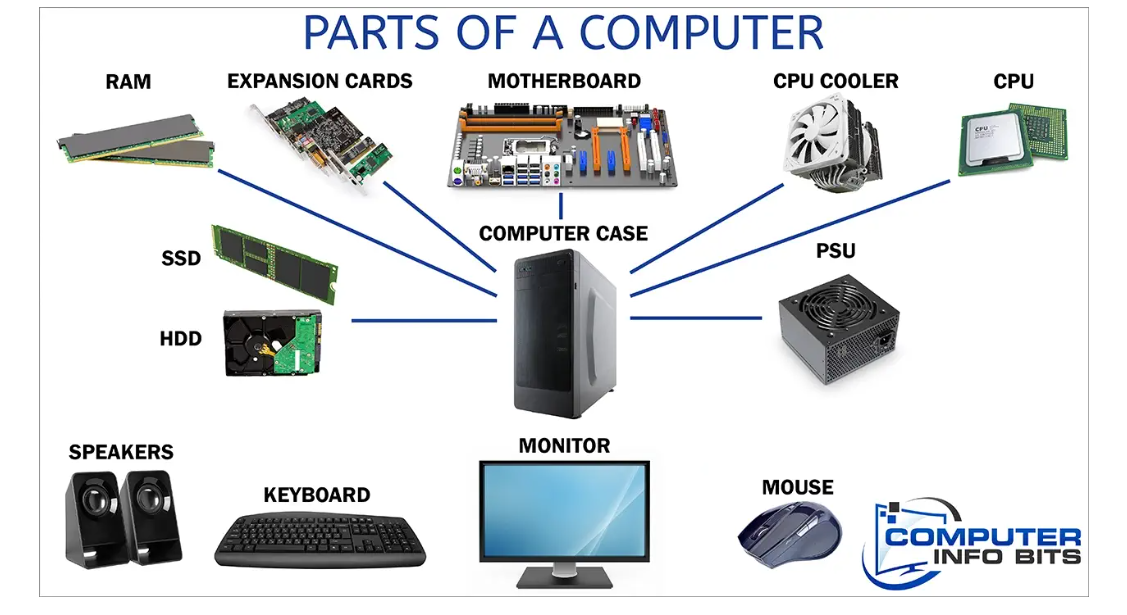 PARTS OF A COMPUTER
RAM
EXPANSION CARDS
MOTHERBOARD
CPU COOLER
CPU
CPU
COMPUTER CASE
SSD
PSU
HDD
SPEAKERS
KEYBOARD
MONITOR
MOUSE
COMPUTER
INFO BITS